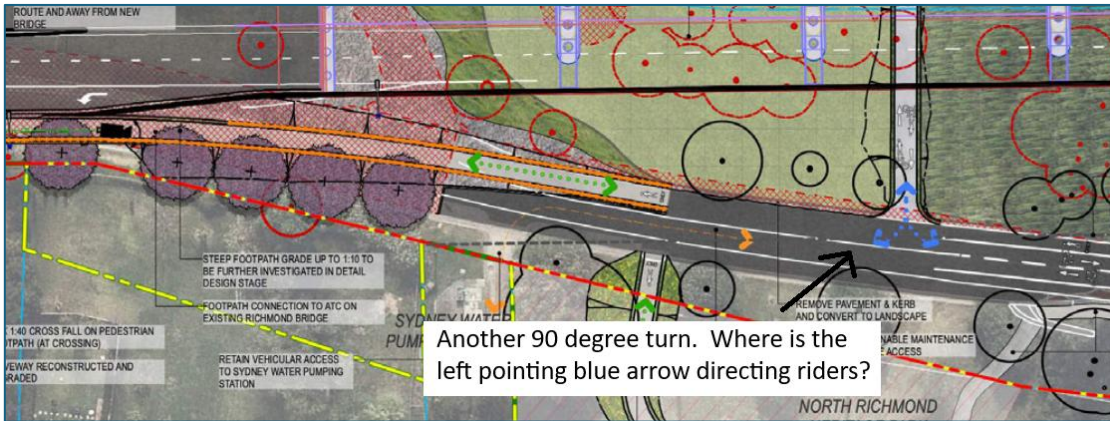 ROUTE AND AWAY FROM NEW
BRIDGE
STEEP FOOTPATH GRADE UP TO 1:10 TO
BE FURTHER INVESTIGATED IN DETAIL
DESIGN STAGE
FOOTPATH CONNECTION TO ATC ON
EXISTING RICHMOND BRIDGE
1:40 CROSS FALL ON PEDESTRIAN
OTPATH (AT CROSSING)
VEWAY RECONSTRUCTED AND
GRADED
RETAIN VEHICULAR ACCESS
TO SYDNEY WATER PUMPING
STATION
SYDNEY WATER
PUMP
REMOVE PAVEMENT & KERB
AND CONVERT TO LANDSCAPE
NABLE MAINTENANCE
ACCESS
Another 90 degree turn. Where is the
left pointing blue arrow directing riders?
NORTH RICHMOND